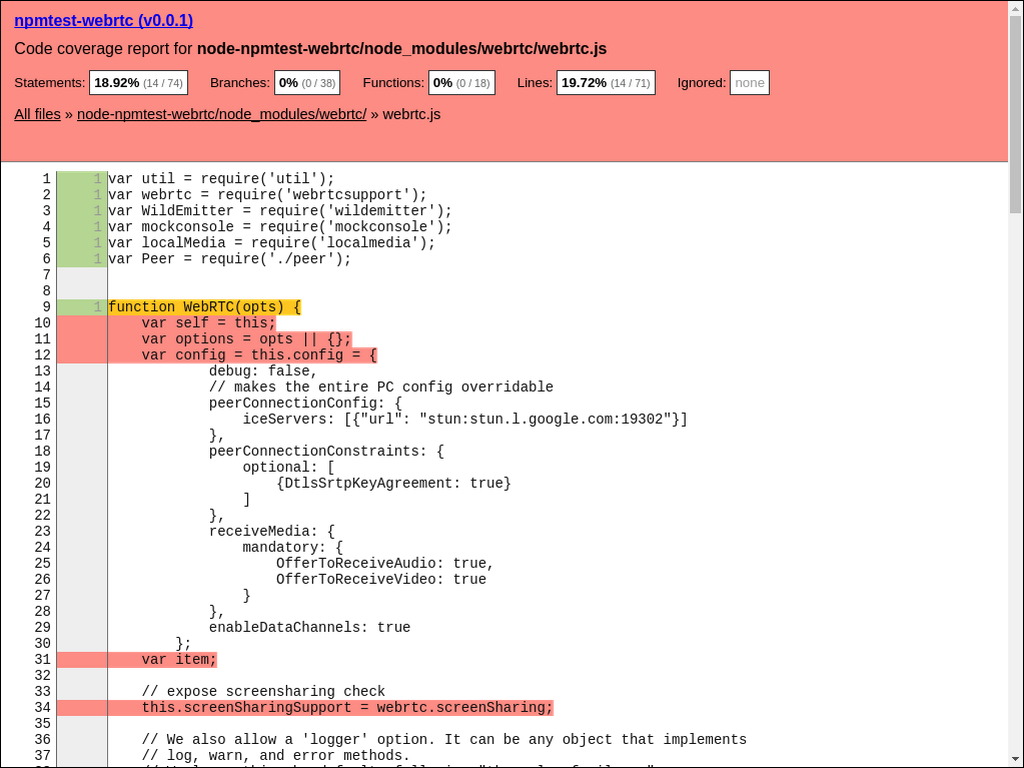 npmtest-webrtc (v0.0.1)
Code coverage report for node-npmtest-webrtc/node_modules/webrtc/webrtc.js
Statements: 18.92% (14 / 74) Branches: 0% (0 / 38) Functions: 0% (0 / 18) Lines: 19.72% (14 / 71) Ignored: none
All files » node-npmtest-webrtc/node_modules/webrtc/ » webrtc.js
1 1 var util = require('util');
2 1 var webrtc = require('webrtcsupport');
3 1 var WildEmitter = require('wildemitter');
4 1 var mockconsole = require('mockconsole');
5 1 var localMedia = require('localmedia');
6 1 var Peer = require('./peer');
7
8
9 1 function WebRTC(opts) {
10 var self = this;
11 var options = opts || {};
12 var config = this.config = {
13 debug: false,
14 // makes the entire PC config overridable
15 peerConnectionConfig: {
16 iceServers: [{"url": "stun:stun.l.google.com:19302"}]
17 },
18 peerConnectionConstraints: {
19 optional: [
20 {DtlsSrtpKeyAgreement: true}
21 ]
22 },
23 receiveMedia: {
24 mandatory: {
25 OfferToReceiveAudio: true,
26 OfferToReceiveVideo: true
27 }
28 },
29 enableDataChannels: true
30 };
31 var item;
32
33 // expose screensharing check
34 this.screenSharingSupport = webrtc.screenSharing;
35
36 // We also allow a 'logger' option. It can be any object that implements
37 // log, warn, and error methods.